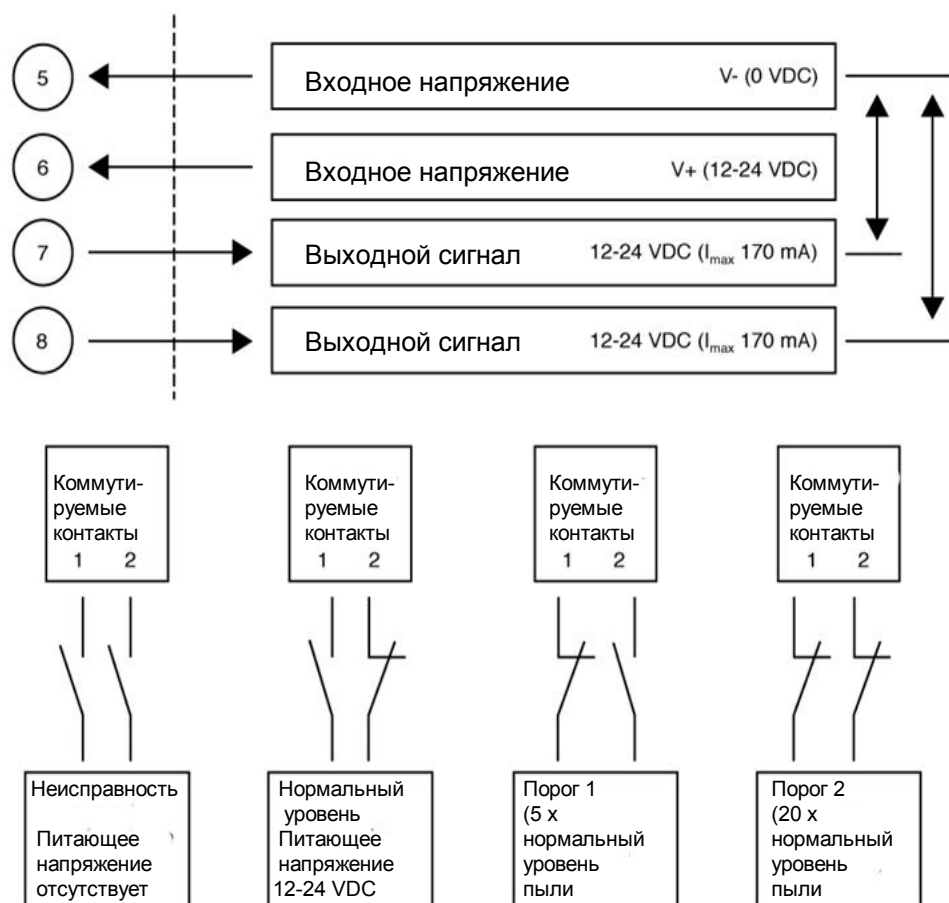 5 Входное напряжение V- (0 VDC)
6 Входное напряжение V+ (12-24 VDC)
7 Выходной сигнал 12-24 VDC (Imax 170 mA)
8 Выходной сигнал 12-24 VDC (Imax 170 mA)
Коммути-
руемые
контакты
1 2
Коммути-
руемые
контакты
1 2
Коммути-
руемые
контакты
1 2
Коммути-
руемые
контакты
1 2
Неисправность
Питающее
напряжение
отсутствует
Нормальный
уровень
Питающее
напряжение
12-24 VDC
Порог 1
(5 x
нормальный
уровень
пыли
Порог 2
(20 x
нормальный
уровень
пыли